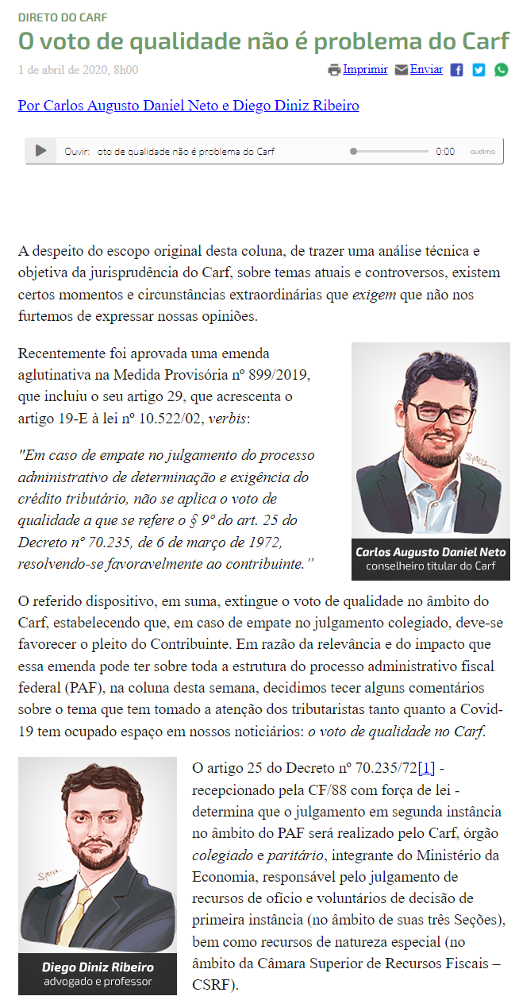 DIRETO DO CARF
O voto de qualidade não é problema do Carf
1 de abril de 2020, 8h00
Imprimir Enviar
Por Carlos Augusto Daniel Neto e Diego Diniz Ribeiro
Ouvir: oto de qualidade não é problema do Carf 0:00 audima
A despeito do escopo original desta coluna, de trazer uma análise técnica e
objetiva da jurisprudência do Carf, sobre temas atuais e controversos, existem
certos momentos e circunstâncias extraordinárias que exigem que não nos
furtemos de expressar nossas opiniões.
Recentemente foi aprovada uma emenda
aglutinativa na Medida Provisória nº 899/2019,
que incluiu o seu artigo 29, que acrescenta o
artigo 19-E à lei nº 10.522/02, verbis:
"Em caso de empate no julgamento do processo
administrativo de determinação e exigência do
crédito tributário, não se aplica o voto de
qualidade a que se refere o § 9º do art. 25 do
Decreto nº 70.235, de 6 de março de 1972,
resolvendo-se favoravelmente ao contribuinte.”
Carlos Augusto Daniel Neto
conselheiro titular do Carf
O referido dispositivo, em suma, extingue o voto de qualidade no âmbito do
Carf, estabelecendo que, em caso de empate no julgamento colegiado, deve-se
favorecer o pleito do Contribuinte. Em razão da relevância e do impacto que
essa emenda pode ter sobre toda a estrutura do processo administrativo fiscal
federal (PAF), na coluna desta semana, decidimos tecer alguns comentários
sobre o tema que tem tomado a atenção dos tributaristas tanto quanto a Covid-
19 tem ocupado espaço em nossos noticiários: o voto de qualidade no Carf.
O artigo 25 do Decreto nº 70.235/72[1] -
recepcionado pela CF/88 com força de lei -
determina que o julgamento em segunda instância
no âmbito do PAF será realizado pelo Carf, órgão
colegiado e paritário, integrante do Ministério da
Economia, responsável pelo julgamento de
recursos de ofício e voluntários de decisão de
primeira instância (no âmbito de suas três Seções),
bem como recursos de natureza especial (no
âmbito da Câmara Superior de Recursos Fiscais –
CSRF).
Diego Diniz Ribeiro
advogado e professor